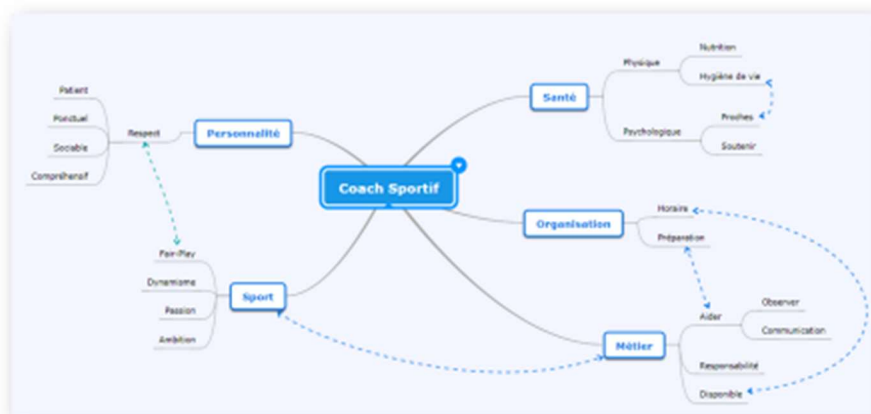 Coach Sportif
Personnalité
Respect
Patient
Ponctuel
Sociable
Compréhensif
Sport
Fair-Play
Dynamisme
Passion
Ambition
Santé
Physique
Nutrition
Hygiène de vie
Psychologique
Proches
Soutenir
Organisation
Horaire
Préparation
Métier
Aider
Observer
Communication
Responsabilité
Disponible